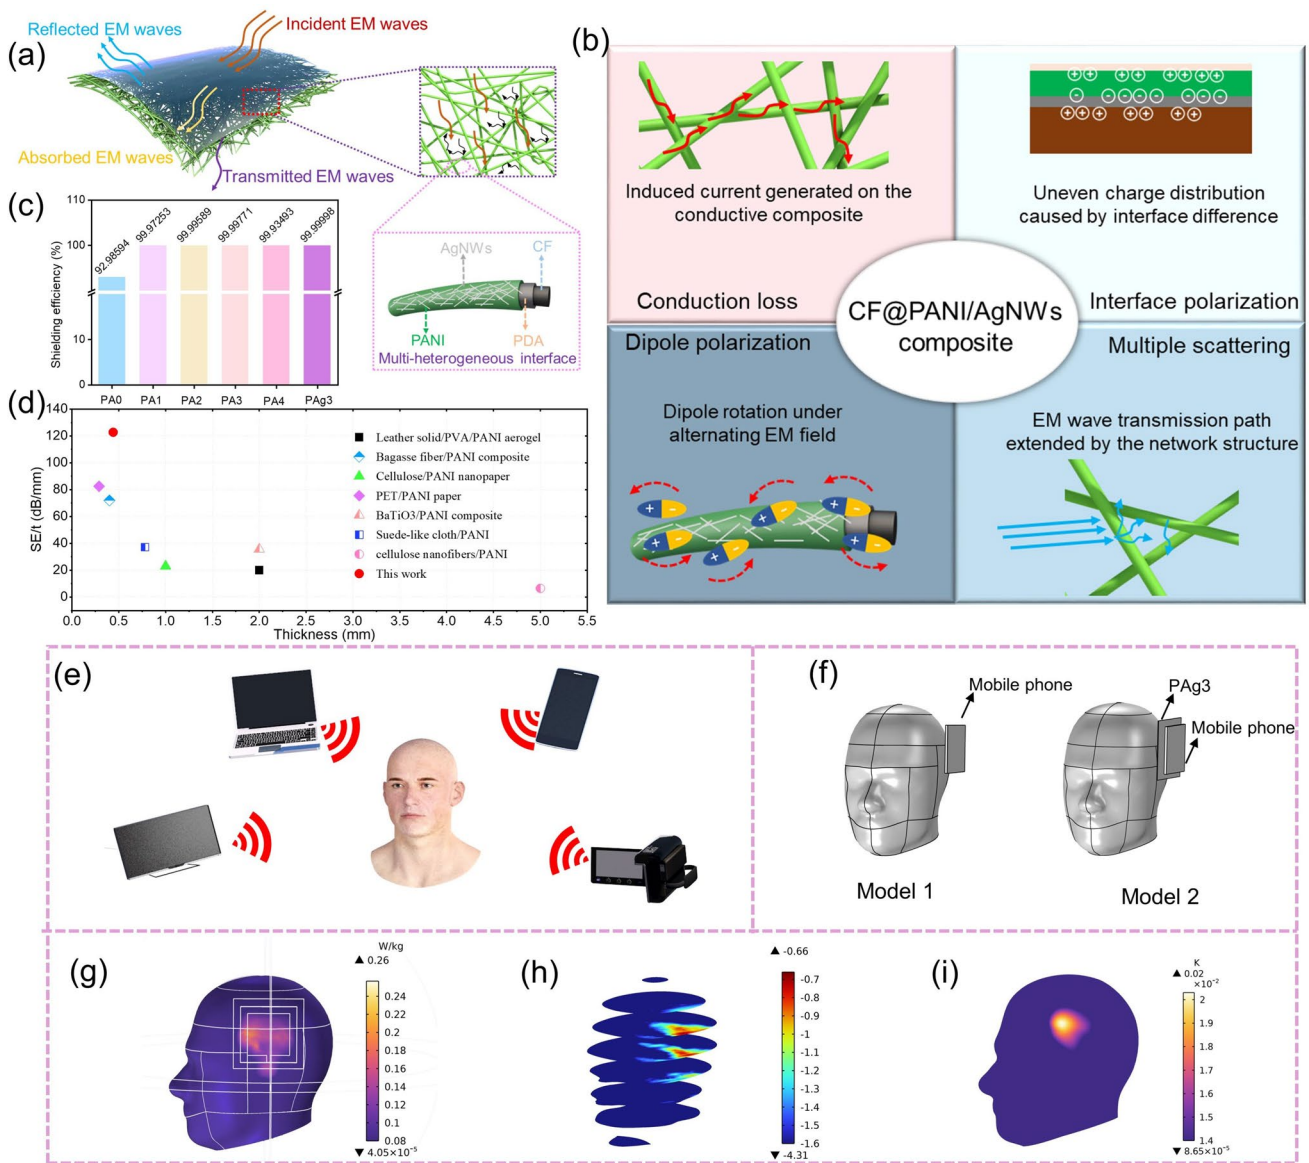 (a)
Reflected EM waves
Incident EM waves
Absorbed EM waves
Transmitted EM waves
AgNWs
CF
PANI
PDA
Multi-heterogeneous interface
(b)
Induced current generated on the
conductive composite
Conduction loss
Uneven charge distribution
caused by interface difference
Interface polarization
CF@PANI/AgNWs
composite
Dipole polarization
Dipole rotation under
alternating EM field
Multiple scattering
EM wave transmission path
extended by the network structure
(c)
Shielding efficiency (%)
110
100
10
0
92.98594
99.97253
99.99589
99.99771
99.93493
99.99998
PA0 PA1 PA2 PA3 PA4 PAg3
(d)
SE/t (dB/mm)
140
120
100
80
60
40
20
0
Leather solid/PVA/PANI aerogel
Bagasse fiber/PANI composite
Cellulose/PANI nanopaper
PET/PANI paper
BaTiO3/PANI composite
Suede-like cloth/PANI
cellulose nanofibers/PANI
This work
0.0 0.5 1.0 1.5 2.0 2.5 3.0 3.5 4.0 4.5 5.0 5.5
Thickness (mm)
(e)
(f)
Mobile phone
Model 1
PAg3
Mobile phone
Model 2
(g)
W/kg
▲ 0.26
0.24
0.22
0.2
0.18
0.16
0.14
0.12
0.1
0.08
▼ 4.05×10⁻⁵
(h)
▲ -0.66
-0.7
-0.8
-0.9
-1
-1.1
-1.2
-1.3
-1.4
-1.5
-1.6
▼ -4.31
(i)
K
▲ 0.02
×10⁻²
2
1.9
1.8
1.7
1.6
1.5
1.4
▼ 8.65×10⁻⁵